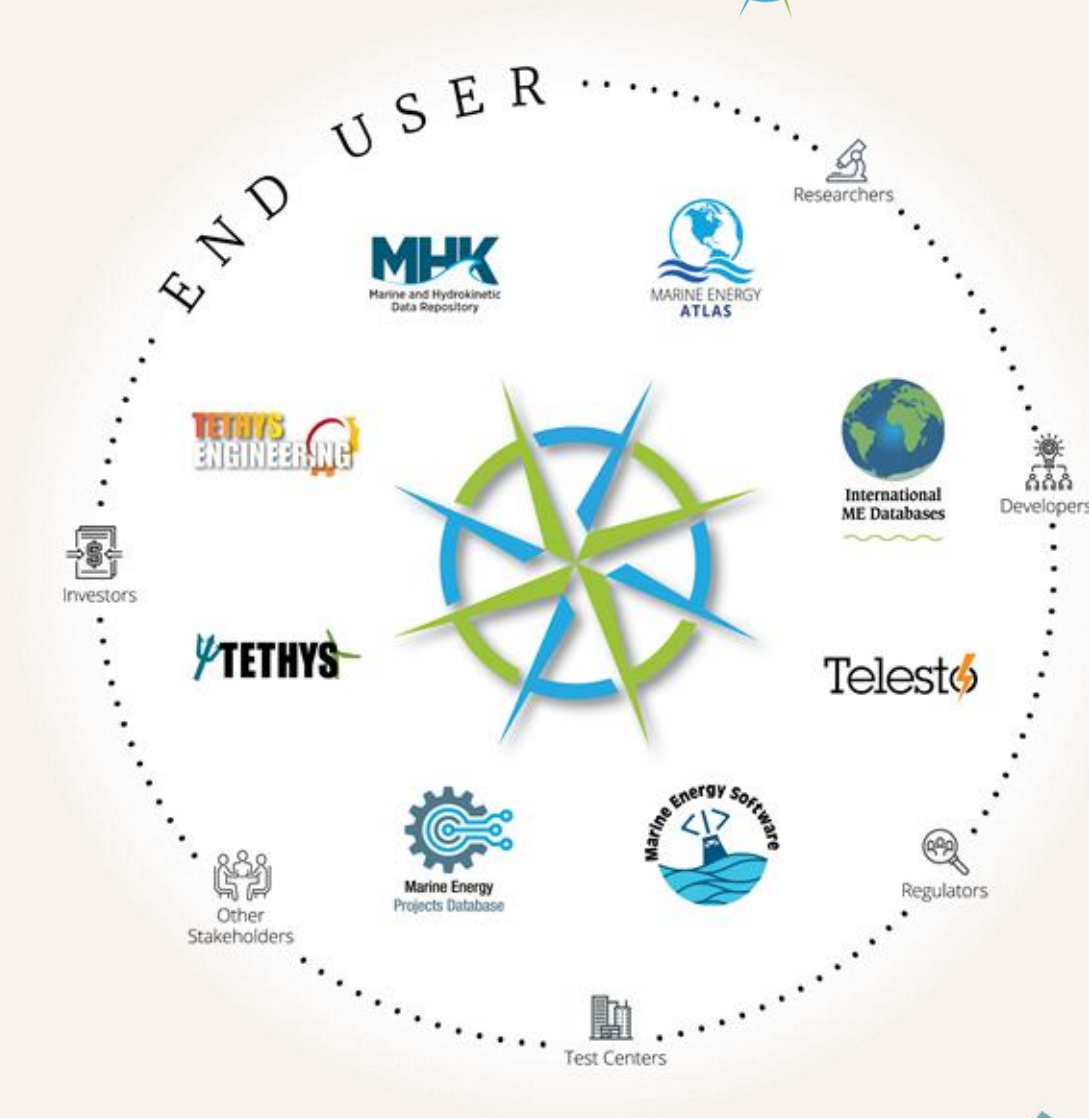 END USER
Researchers
MHK
Marine and Hydrokinetic
Data Repository
MARINE ENERGY
ATLAS
TETHYS
ENGINEERING
International
ME Databases
Developers
Investors
TETHYS
Telesto
Marine Energy
Projects Database
Marine Energy Software
</>
Regulators
Other
Stakeholders
Test Centers